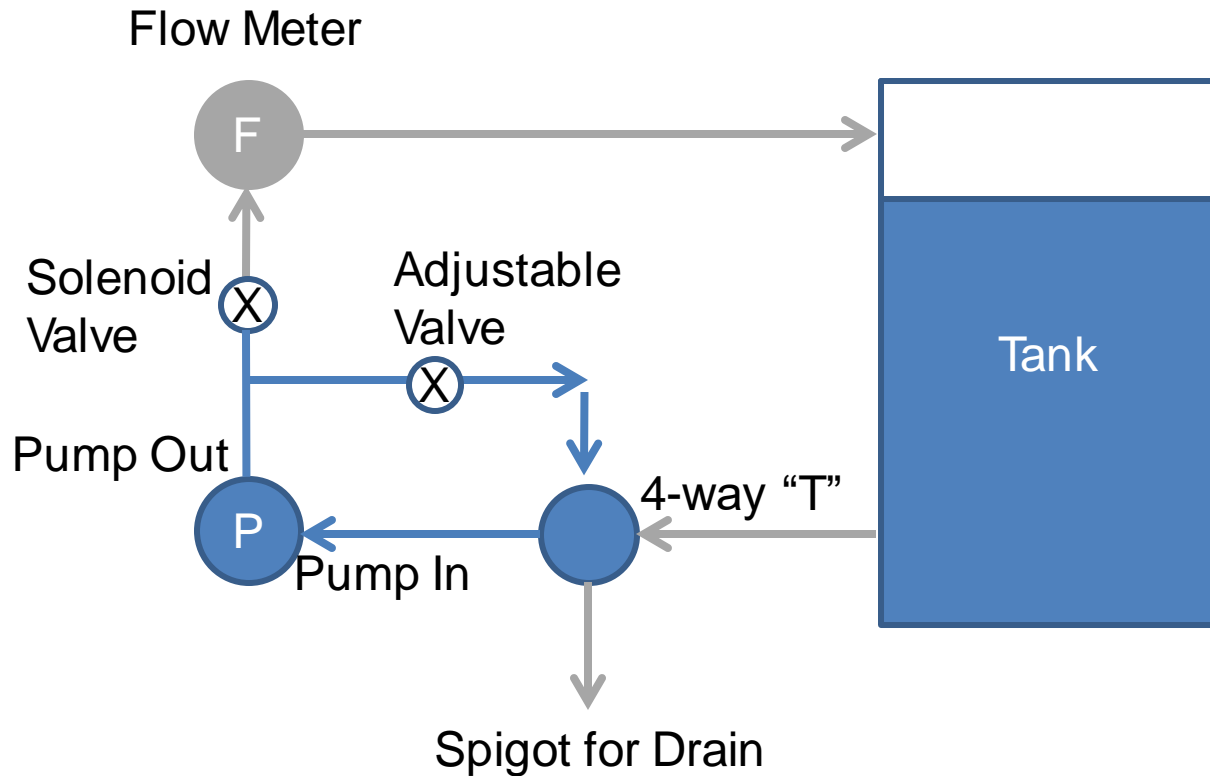 Flow Meter
F
Solenoid
Valve
X
Adjustable
Valve
X
Tank
Pump Out
P
4-way “T”
Pump In
Spigot for Drain